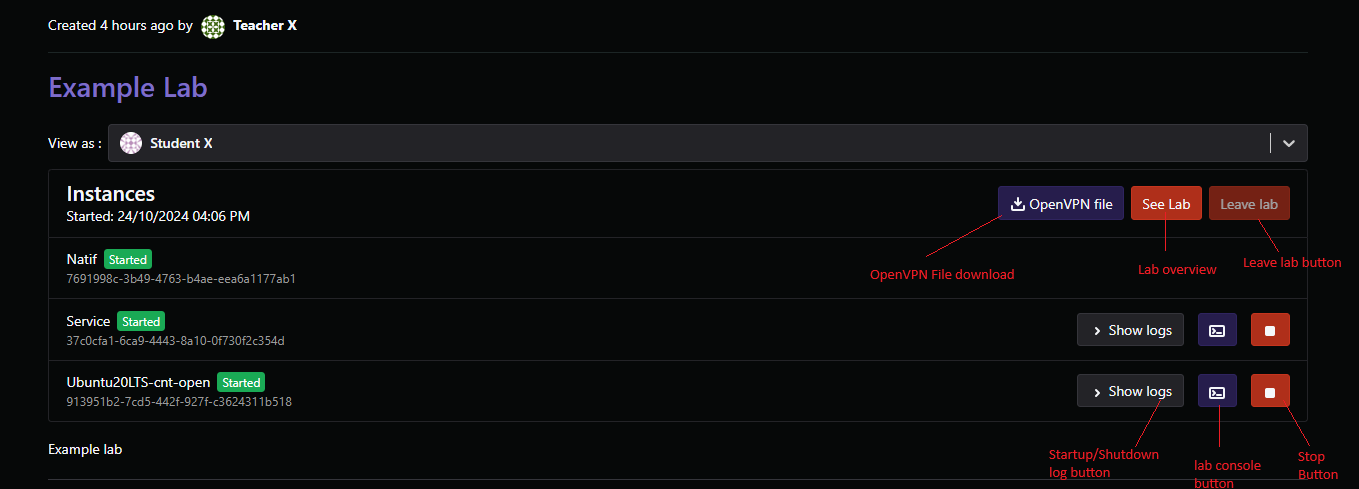 Created 4 hours ago by Teacher X
Example Lab
View as : Student X
Instances
Started: 24/10/2024 04:06 PM
OpenVPN file See Lab Leave lab
OpenVPN File download
Lab overview
Leave lab button
Natif Started
7691998c-3b49-4763-b4ae-eea6a1177ab1
Service Started
37c0cfa1-6ca9-4443-8a10-0f730f2c354d
Show logs
Ubuntu20LTS-cnt-open Started
913951b2-7cd5-442f-927f-c3624311b518
Show logs
Example lab
Startup/Shutdown
log button
lab console
button
Stop
Button